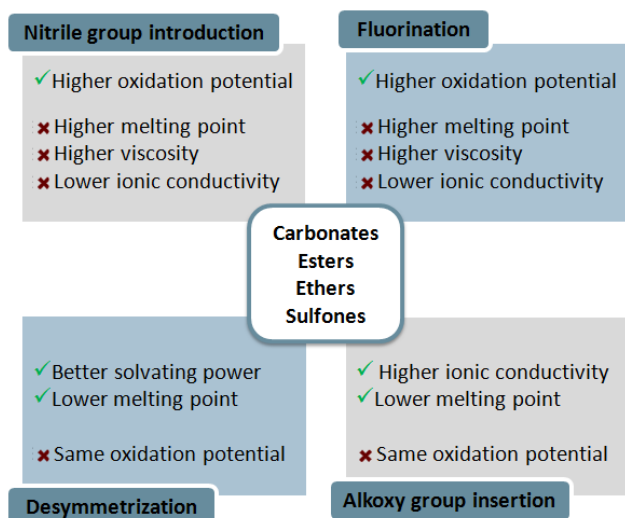 Nitrile group introduction
Higher oxidation potential
Higher melting point
Higher viscosity
Lower ionic conductivity
Fluorination
Higher oxidation potential
Higher melting point
Higher viscosity
Lower ionic conductivity
Carbonates
Esters
Ethers
Sulfones
Better solvating power
Lower melting point
Same oxidation potential
Desymmetrization
Higher ionic conductivity
Lower melting point
Same oxidation potential
Alkoxy group insertion